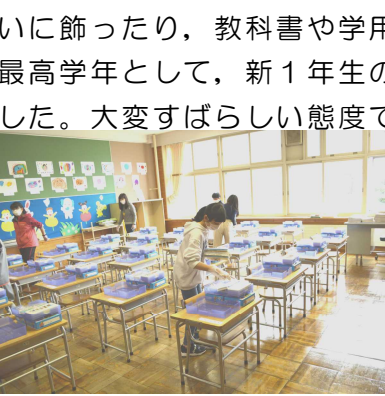 いに飾ったり，教科書や学用
最高学年として，新１年生の
した。大変すばらしい態度で